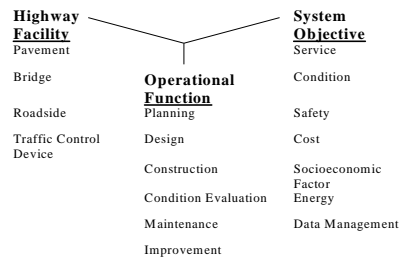 Highway
Facility
Pavement
Bridge
Roadside
Traffic Control
Device
Operational
Function
Planning
Design
Construction
Condition Evaluation
Maintenance
Improvement
System
Objective
Service
Condition
Safety
Cost
Socioeconomic
Factor
Energy
Data Management